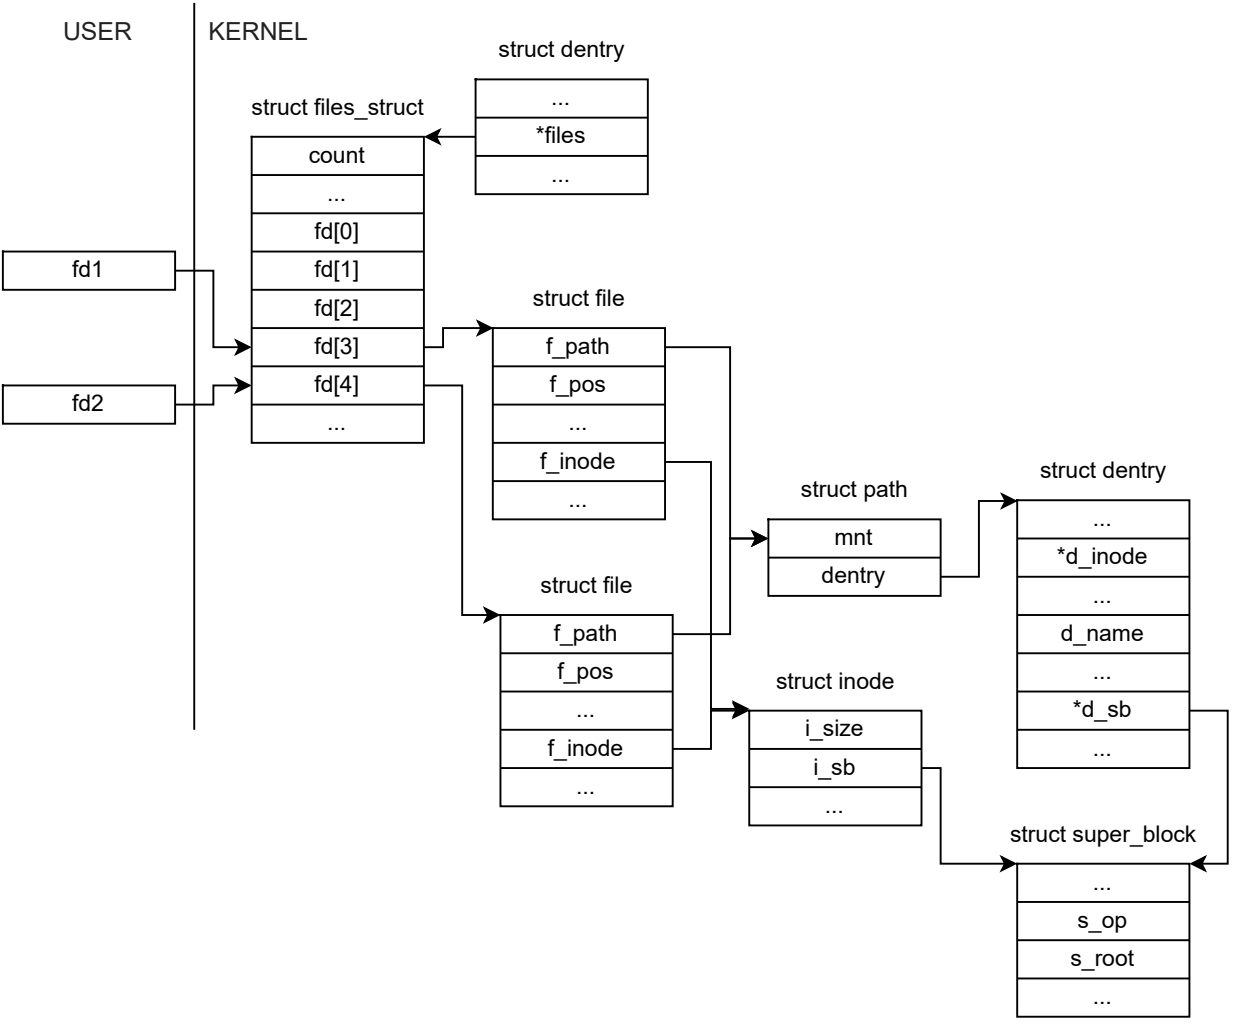 USER
KERNEL
struct dentry
...
*files
...
struct files_struct
count
...
fd[0]
fd[1]
fd[2]
fd[3]
fd[4]
...
fd1
fd2
struct file
f_path
f_pos
...
f_inode
...
struct file
f_path
f_pos
...
f_inode
...
struct path
mnt
dentry
struct inode
i_size
i_sb
...
struct dentry
...
*d_inode
...
d_name
...
*d_sb
...
struct super_block
...
s_op
s_root
...